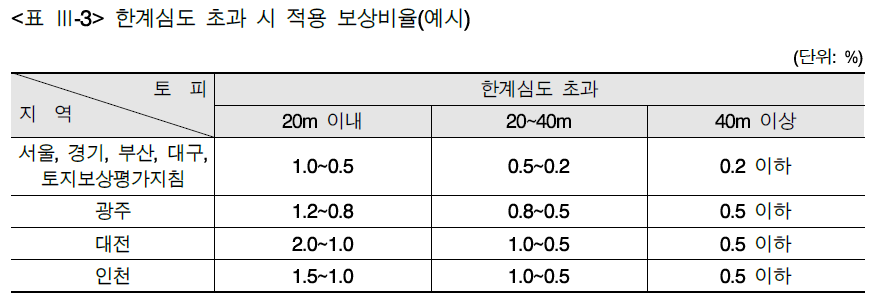 <표 Ⅲ-3> 한계심도 초과 시 적용 보상비율(예시)
(단위: %)
토 피
지 역
한계심도 초과
20m 이내
20~40m
40m 이상
서울, 경기, 부산, 대구,
토지보상평가지침
1.0~0.5
0.5~0.2
0.2 이하
광주
1.2~0.8
0.8~0.5
0.5 이하
대전
2.0~1.0
1.0~0.5
0.5 이하
인천
1.5~1.0
1.0~0.5
0.5 이하